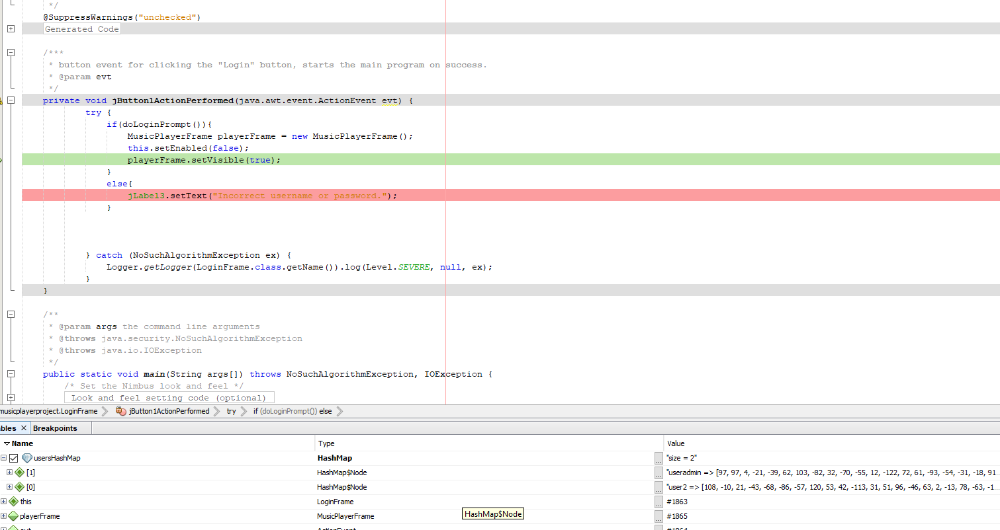 */
@SuppressWarnings("unchecked")
Generated Code
/***
* button event for clicking the "Login" button, starts the main program on success.
* @param evt
*/
private void jButton1ActionPerformed(java.awt.event.ActionEvent evt) {
try {
if(doLoginPrompt()){
MusicPlayerFrame playerFrame = new MusicPlayerFrame();
this.setEnabled(false);
playerFrame.setVisible(true);
}
else{
jLabel3.setText("Incorrect username or password.");
}
} catch (NoSuchAlgorithmException ex) {
Logger.getLogger(LoginFrame.class.getName()).log(Level.SEVERE, null, ex);
}
}
/**
* @param args the command line arguments
* @throws java.security.NoSuchAlgorithmException
* @throws java.io.IOException
*/
public static void main(String args[]) throws NoSuchAlgorithmException, IOException {
/* Set the Nimbus look and feel */
Look and feel setting code (optional)
musicplayerproject.LoginFrame jButton1ActionPerformed try if (doLoginPrompt()) else
bles Breakpoints
Name Type Value
usersHashMap HashMap ... "size = 2"
[1] HashMap$Node ... "useradmin => [97, 97, 4, -21, -39, 62, 103, -82, 32, -70, -55, 12, -122, 72, 61, -93, -54, -31, -18, 91...
[0] HashMap$Node ... "user2 => [108, -10, 21, -43, -68, -86, -57, 120, 53, 42, -113, 31, 51, 96, -46, 63, 2, -13, 78, -63, -1...
this LoginFrame ... #1863
playerFrame MusicPlayerFrame ... #1865
HashMap$Node
evt ActionEvent #1864